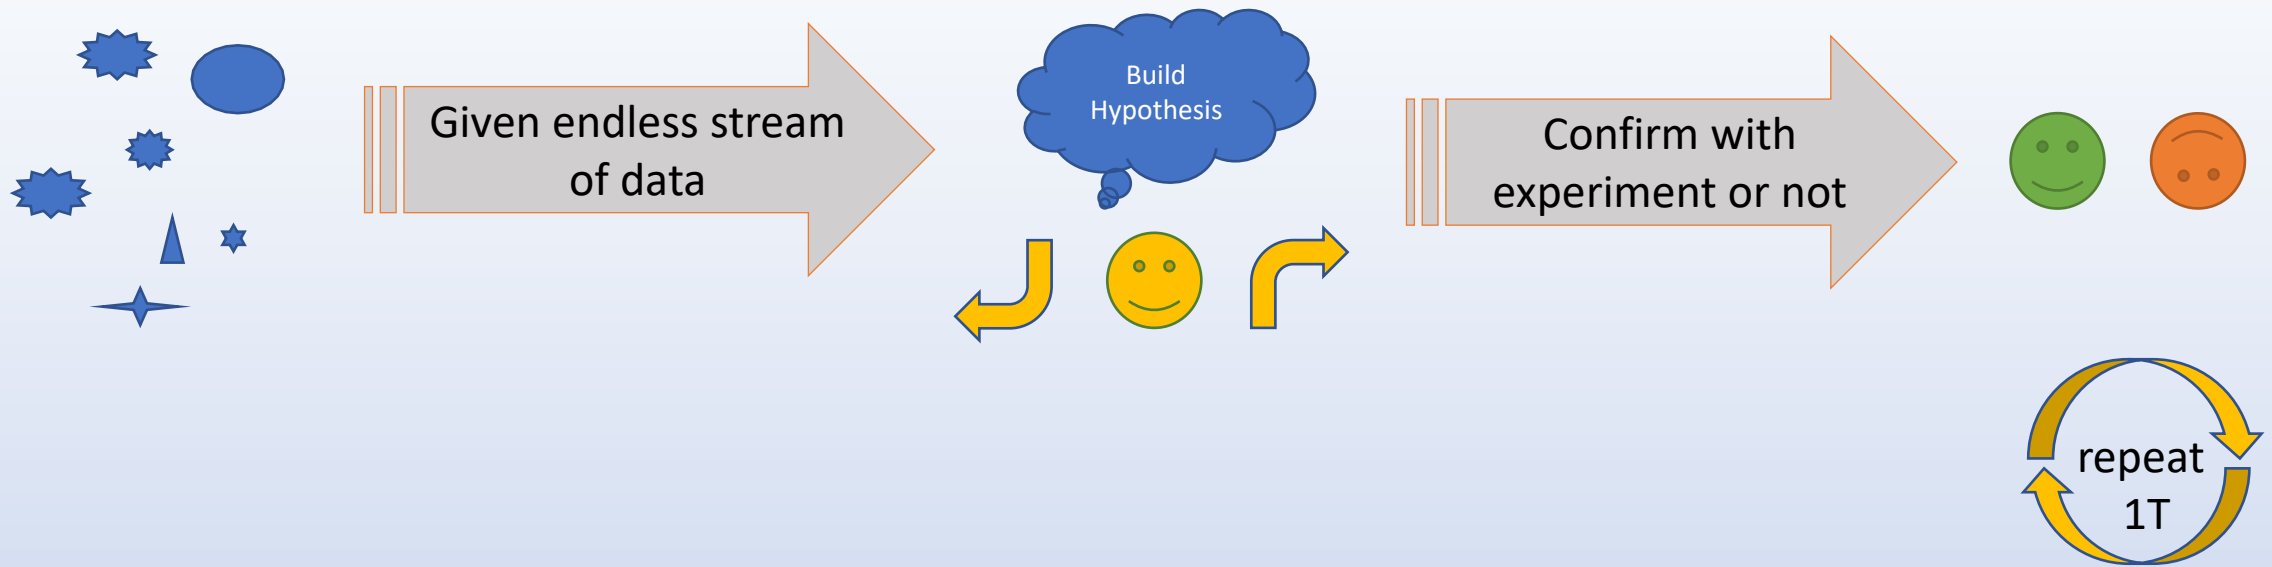 Given endless stream
of data
Build
Hypothesis
Confirm with
experiment or not
repeat
1T